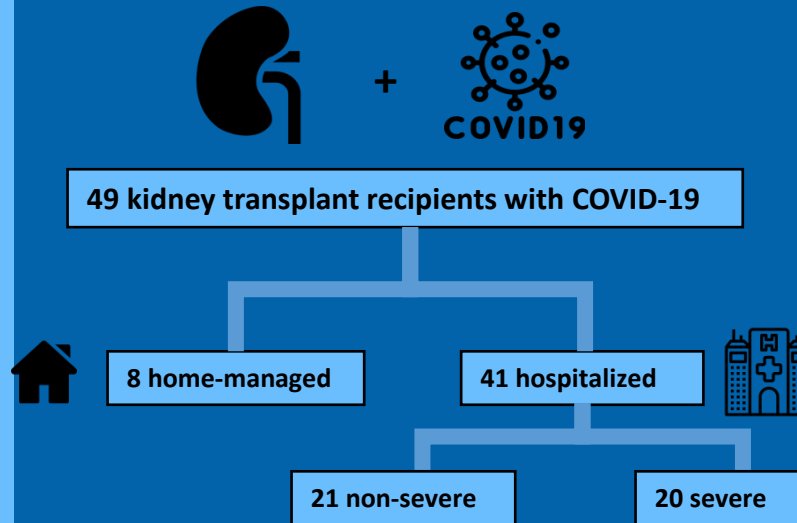 +
COVID19
49 kidney transplant recipients with COVID-19
8 home-managed
41 hospitalized
H
21 non-severe
20 severe